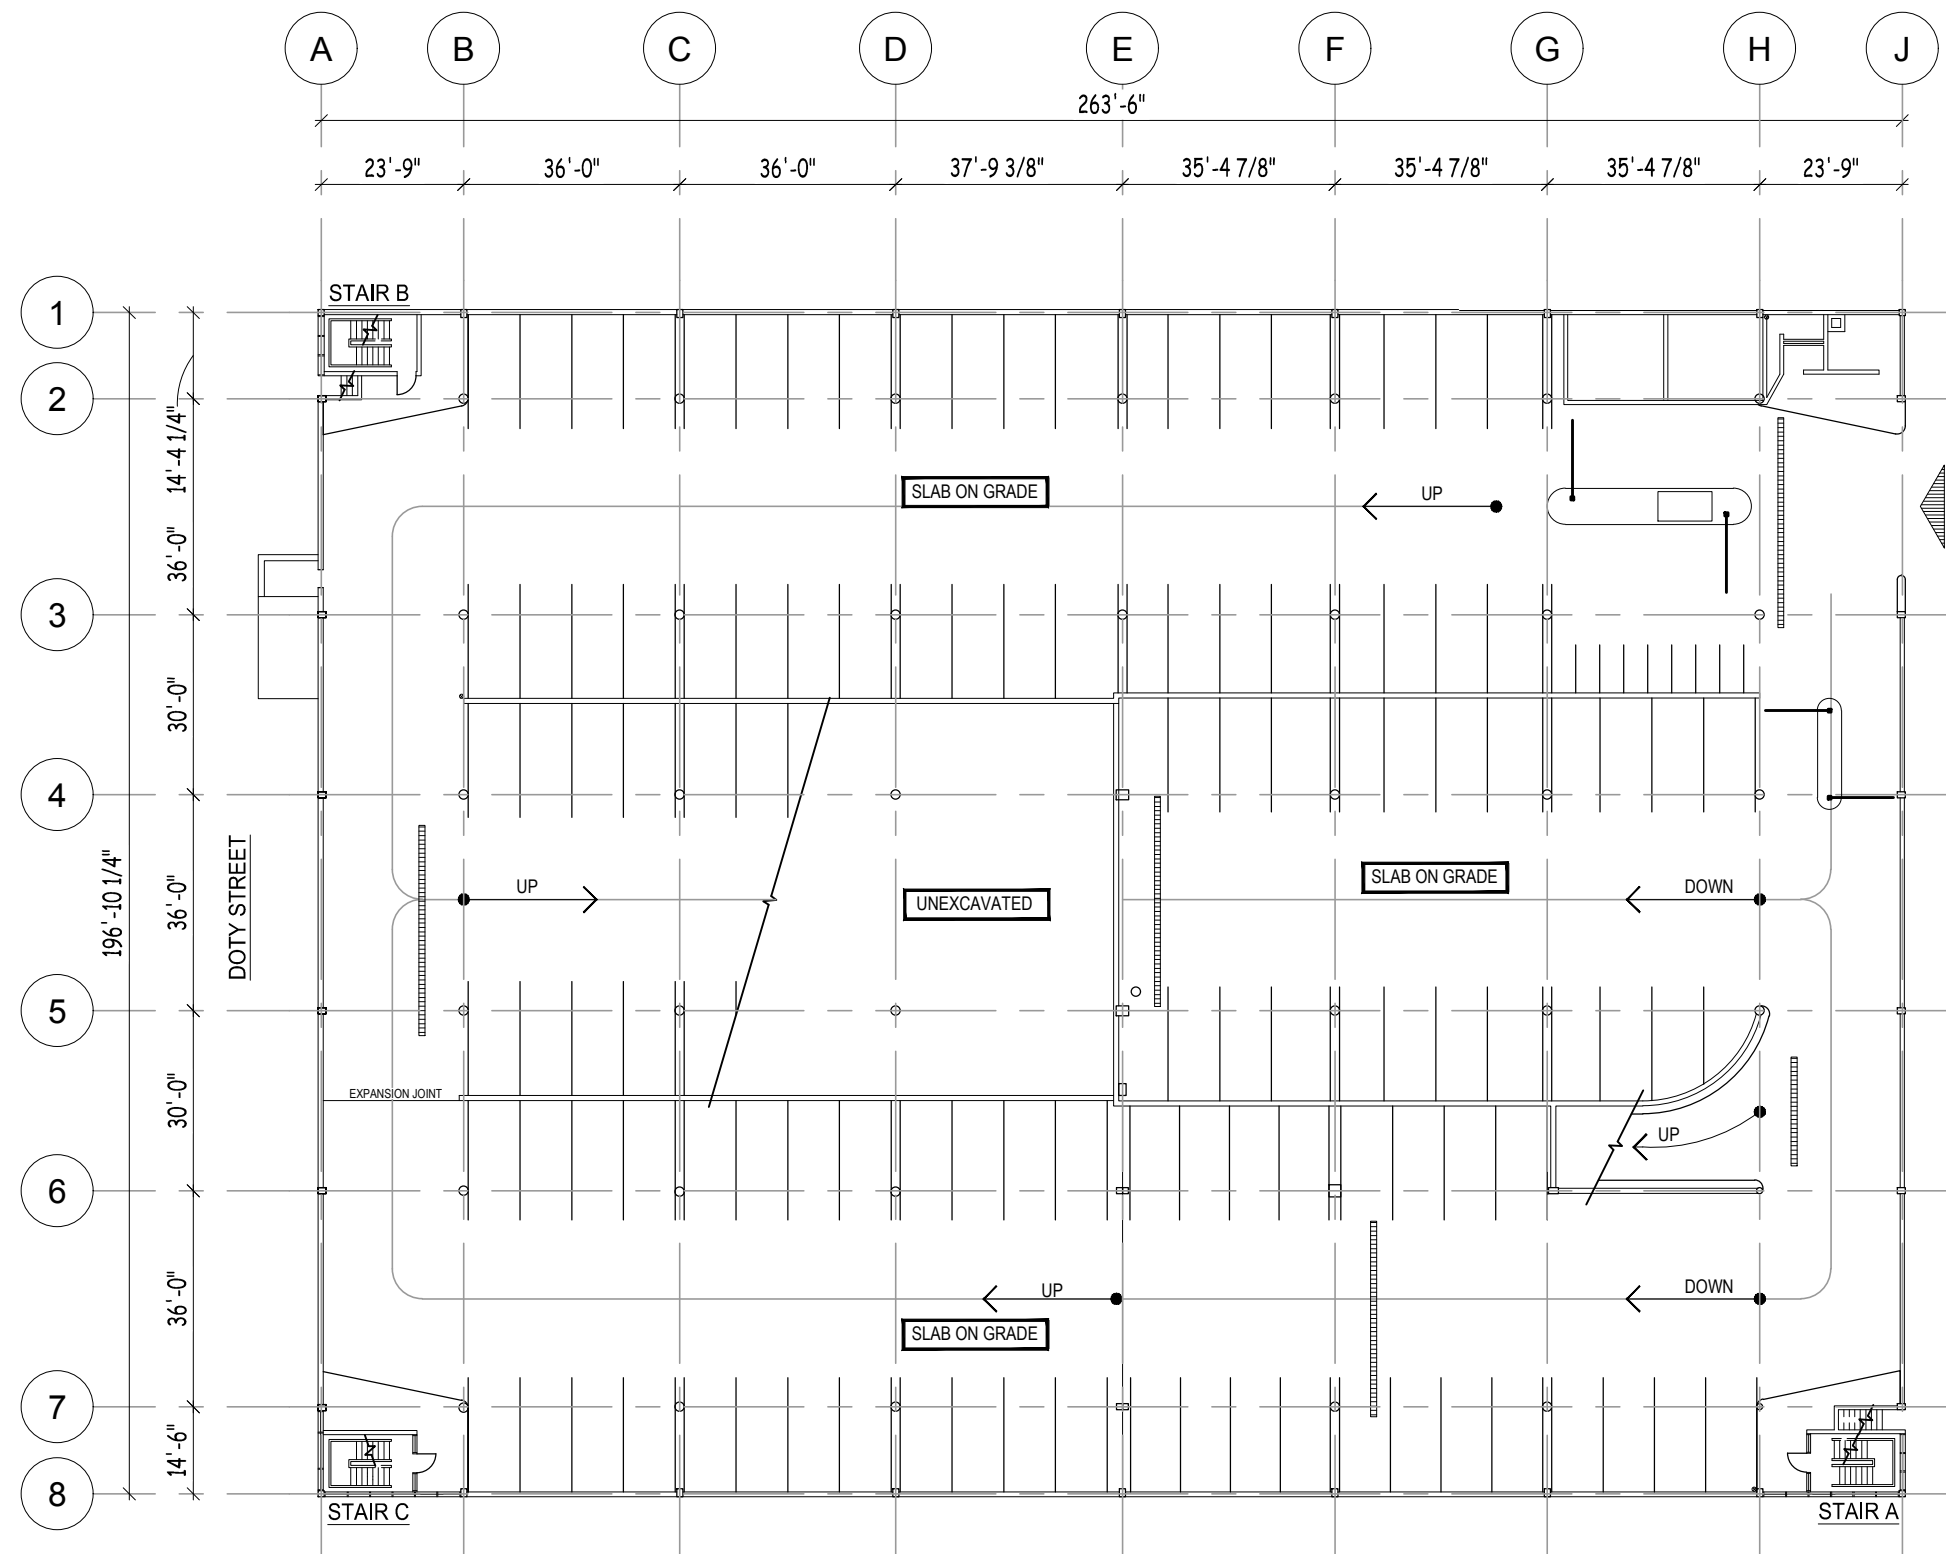 A B C D E F G H J
263'-6"
23'-9" 36'-0" 36'-0" 37'-9 3/8" 35'-4 7/8" 35'-4 7/8" 35'-4 7/8" 23'-9"
STAIR B
1
2
14'-4 1/4"
SLAB ON GRADE
UP
36'-0"
3
30'-0"
4
196'-10 1/4"
DOTY STREET
36'-0"
UP
UNEXCAVATED
SLAB ON GRADE
DOWN
5
EXPANSION JOINT
30'-0"
UP
6
36'-0"
UP
DOWN
SLAB ON GRADE
7
14'-6"
8
STAIR C
STAIR A